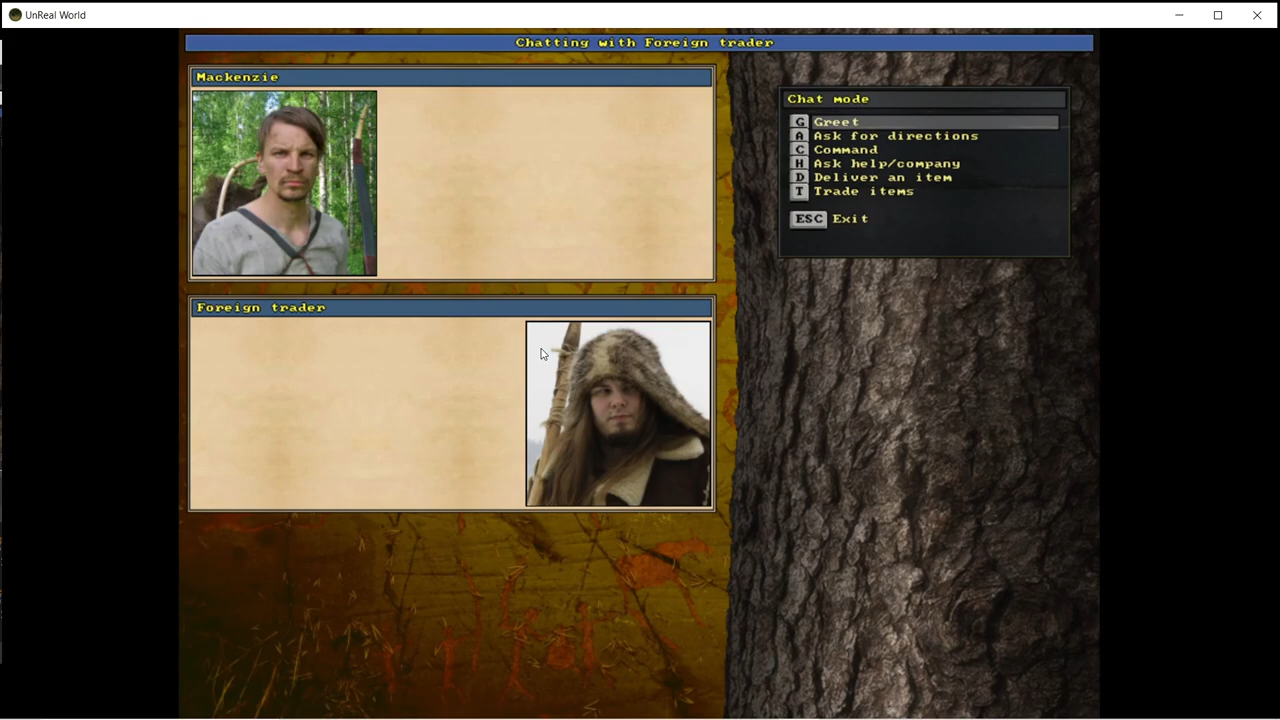 UnReal World
Chatting with Foreign trader
Mackenzie
Foreign trader
Chat mode
G Greet
A Ask for directions
C Command
H Ask help/company
D Deliver an item
T Trade items
ESC Exit